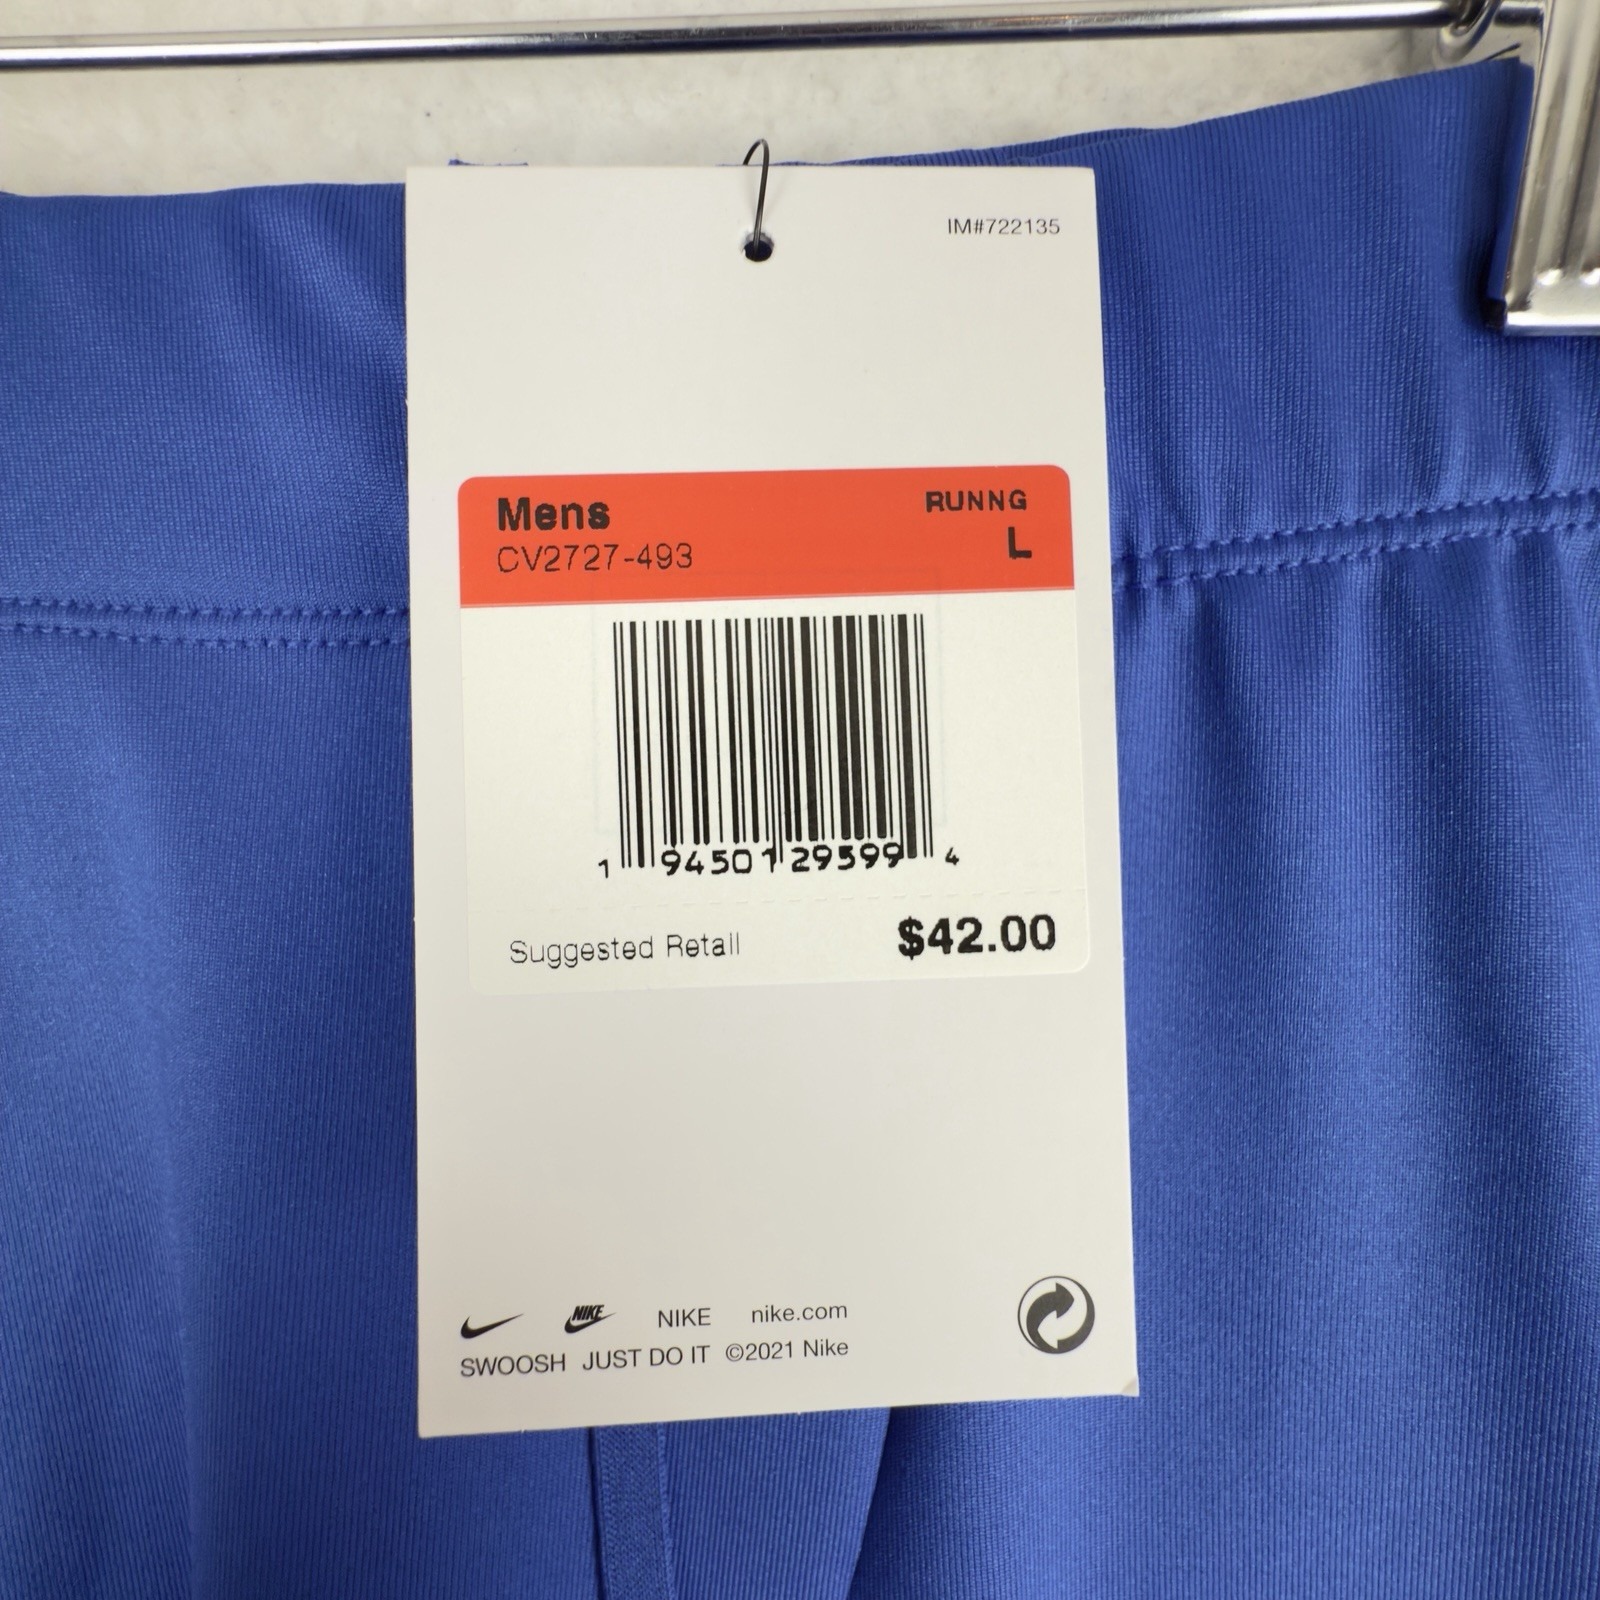 IM#722135
Mens RUNNG
CV2727-493 L
1 94501 29599 4
Suggested Retail $42.00
NIKE NIKE nike.com
SWOOSH JUST DO IT ©2021 Nike